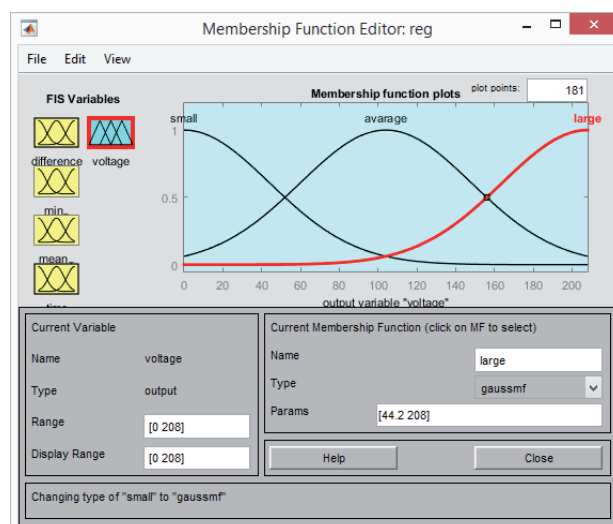 Membership Function Editor: reg
File Edit View
FIS Variables
difference
voltage
min_
mean_
Membership function plots
plot points:
181
small
avarage
large
1
0.5
0
0 20 40 60 80 100 120 140 160 180 200
output variable "voltage"
Current Variable
Name voltage
Type output
Range [0 208]
Display Range [0 208]
Current Membership Function (click on MF to select)
Name large
Type gaussmf
Params [44.2 208]
Help Close
Changing type of "small" to "gaussmf"